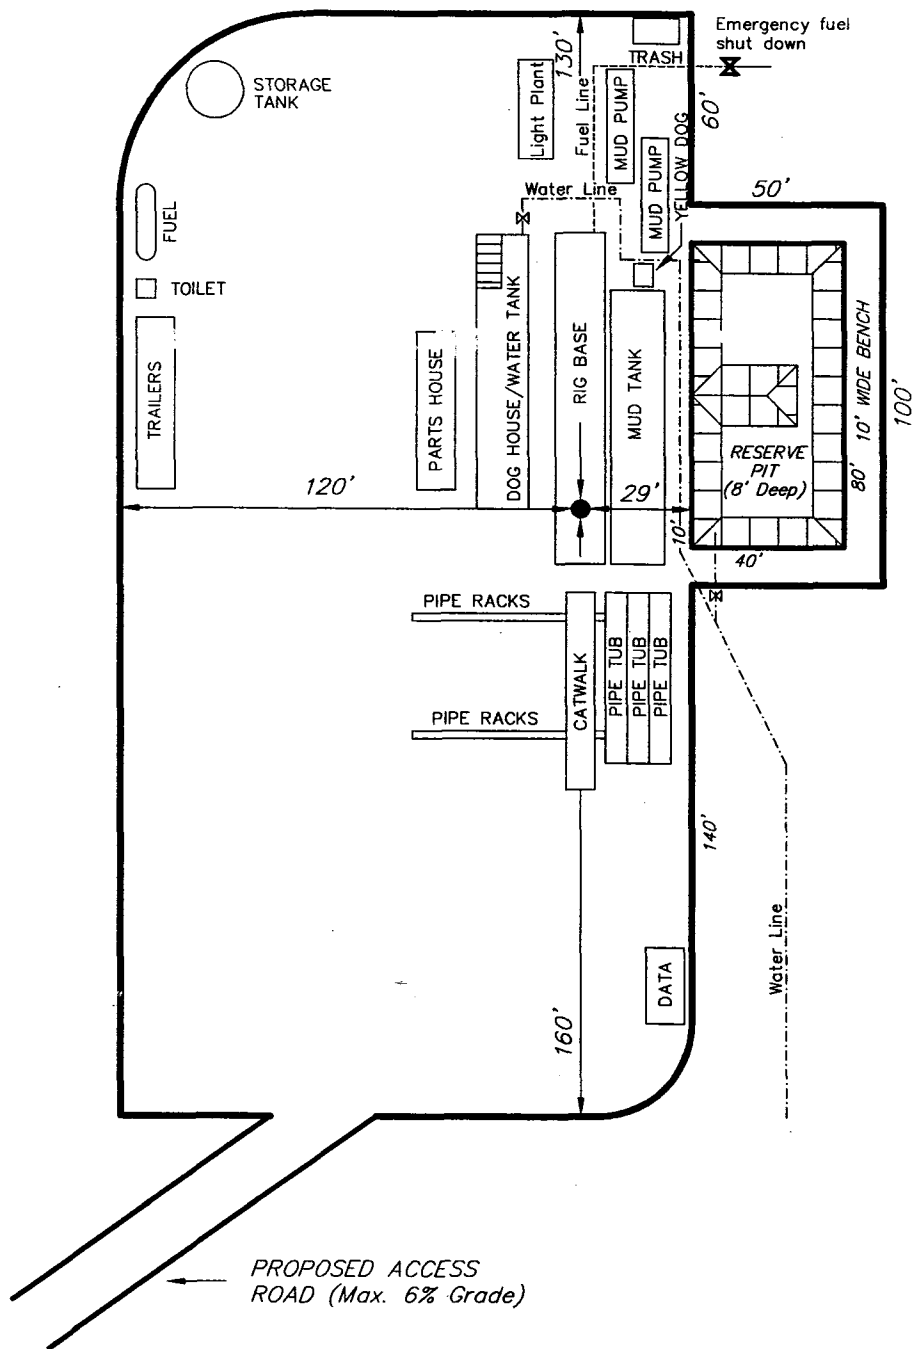 Emergency fuel
shut down
TRASH
130'
Fuel Line
Light Plant
MUD PUMP
MUD PUMP
YELLOW DOG
60'
STORAGE
TANK
Water Line
50'
FUEL
TOILET
TRAILERS
PARTS HOUSE
DOG HOUSE/WATER TANK
RIG BASE
MUD TANK
RESERVE
PIT
(8' Deep)
80'
10' WIDE BENCH
100'
120'
29'
10'
40'
PIPE RACKS
PIPE RACKS
CATWALK
PIPE TUB
PIPE TUB
PIPE TUB
140'
Water Line
DATA
160'
PROPOSED ACCESS
ROAD (Max. 6% Grade)